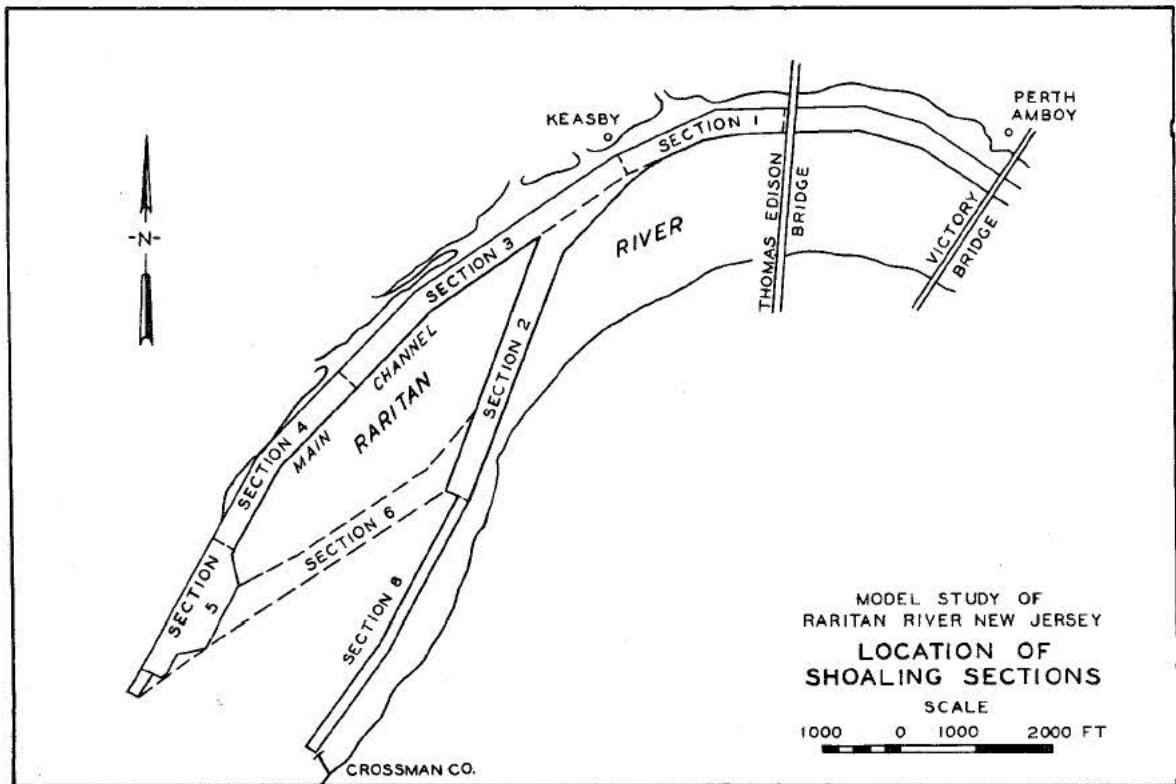 PERTH
AMBOY
KEASBY
SECTION 1
THOMAS EDISON
BRIDGE
VICTORY
BRIDGE
RIVER
-N-
SECTION 3
SECTION 2
CHANNEL
RARITAN
MAIN
SECTION 4
SECTION 6
SECTION
5
SECTION 8
CROSSMAN CO.
MODEL STUDY OF
RARITAN RIVER NEW JERSEY
LOCATION OF
SHOALING SECTIONS
SCALE
1000 0 1000 2000 FT